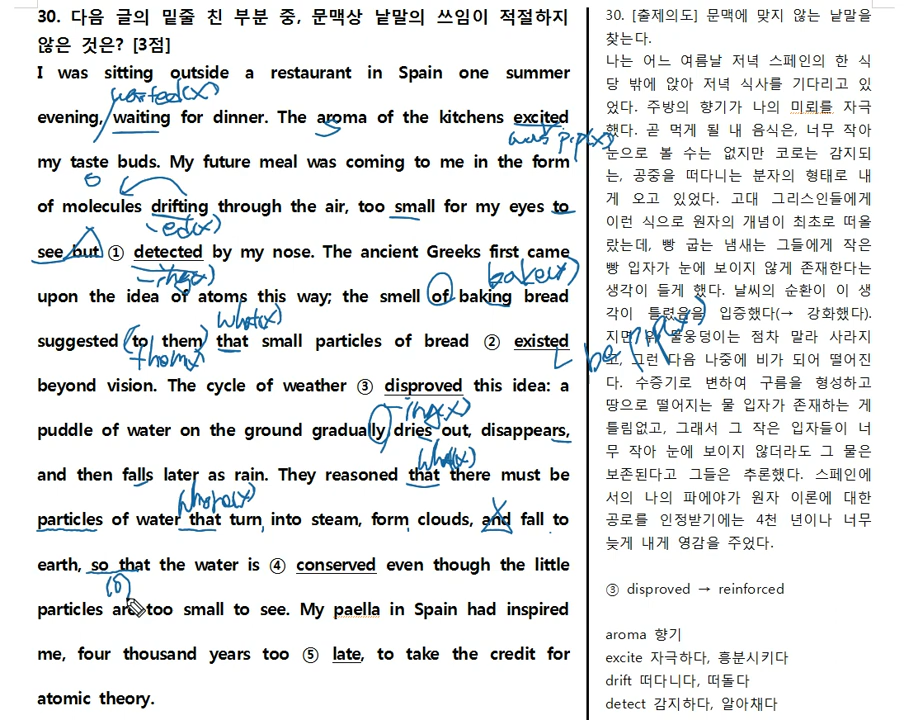 30. 다음 글의 밑줄 친 부분 중, 문맥상 낱말의 쓰임이 적절하지
않은 것은? [3점]
I was sitting outside a restaurant in Spain one summer
wasted(x)
evening, waiting for dinner. The aroma of the kitchens excited
was p.p(x)
my taste buds. My future meal was coming to me in the form
of molecules drifting through the air, too small for my eyes to
-ed(x)
see but ① detected by my nose. The ancient Greeks first came
-ing(x)
bake(x)
upon the idea of atoms this way; the smell of baking bread
what(x)
suggested (to them) that small particles of bread ② existed
them(x)
be p.p(x)
beyond vision. The cycle of weather ③ disproved this idea: a
-ing(x)
puddle of water on the ground gradually dries out, disappears,
what(x)
and then falls later as rain. They reasoned that there must be
where(x)
particles of water that turn into steam, form clouds, and fall to
earth, so that the water is ④ conserved even though the little
particles are too small to see. My paella in Spain had inspired
me, four thousand years too ⑤ late, to take the credit for
atomic theory.
30. [출제의도] 문맥에 맞지 않는 낱말을
찾는다.
나는 어느 여름날 저녁 스페인의 한 식
당 밖에 앉아 저녁 식사를 기다리고 있
었다. 주방의 향기가 나의 미뢰를 자극
했다. 곧 먹게 될 내 음식은, 너무 작아
눈으로 볼 수는 없지만 코로는 감지되
는, 공중을 떠다니는 분자의 형태로 내
게 오고 있었다. 고대 그리스인들에게
이런 식으로 원자의 개념이 최초로 떠올
랐는데, 빵 굽는 냄새는 그들에게 작은
빵 입자가 눈에 보이지 않게 존재한다는
생각이 들게 했다. 날씨의 순환이 이 생
각이 틀렸음을 입증했다(→ 강화했다).
지면 위 물웅덩이는 점차 말라 사라지
고, 그런 다음 나중에 비가 되어 떨어진
다. 수증기로 변하여 구름을 형성하고
땅으로 떨어지는 물 입자가 존재하는 게
틀림없고, 그래서 그 작은 입자들이 너
무 작아 눈에 보이지 않더라도 그 물은
보존된다고 그들은 추론했다. 스페인에
서의 나의 파에야가 원자 이론에 대한
공로를 인정받기에는 4천 년이나 너무
늦게 내게 영감을 주었다.
③ disproved → reinforced
aroma 향기
excite 자극하다, 흥분시키다
drift 떠다니다, 떠돌다
detect 감지하다, 알아채다